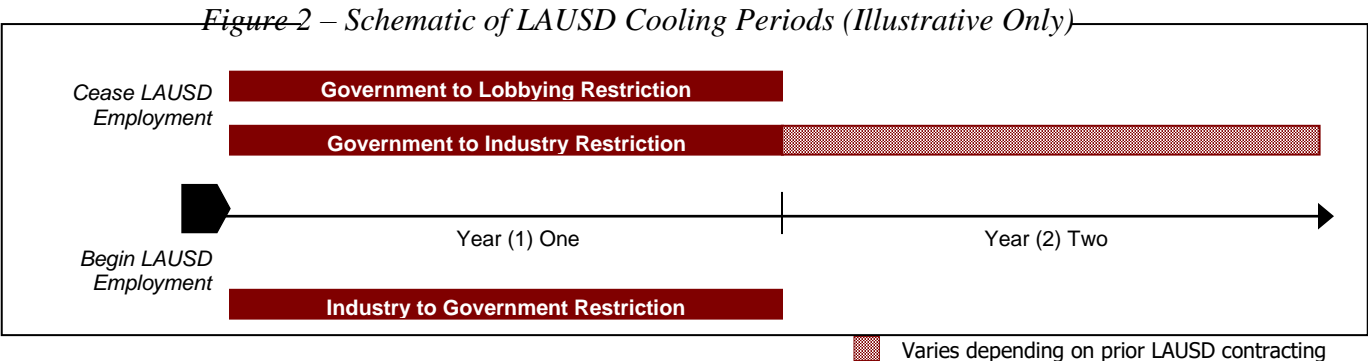 Figure 2 – Schematic of LAUSD Cooling Periods (Illustrative Only)
Cease LAUSD
Employment
Government to Lobbying Restriction
Government to Industry Restriction
Year (1) One
Year (2) Two
Begin LAUSD
Employment
Industry to Government Restriction
Varies depending on prior LAUSD contracting